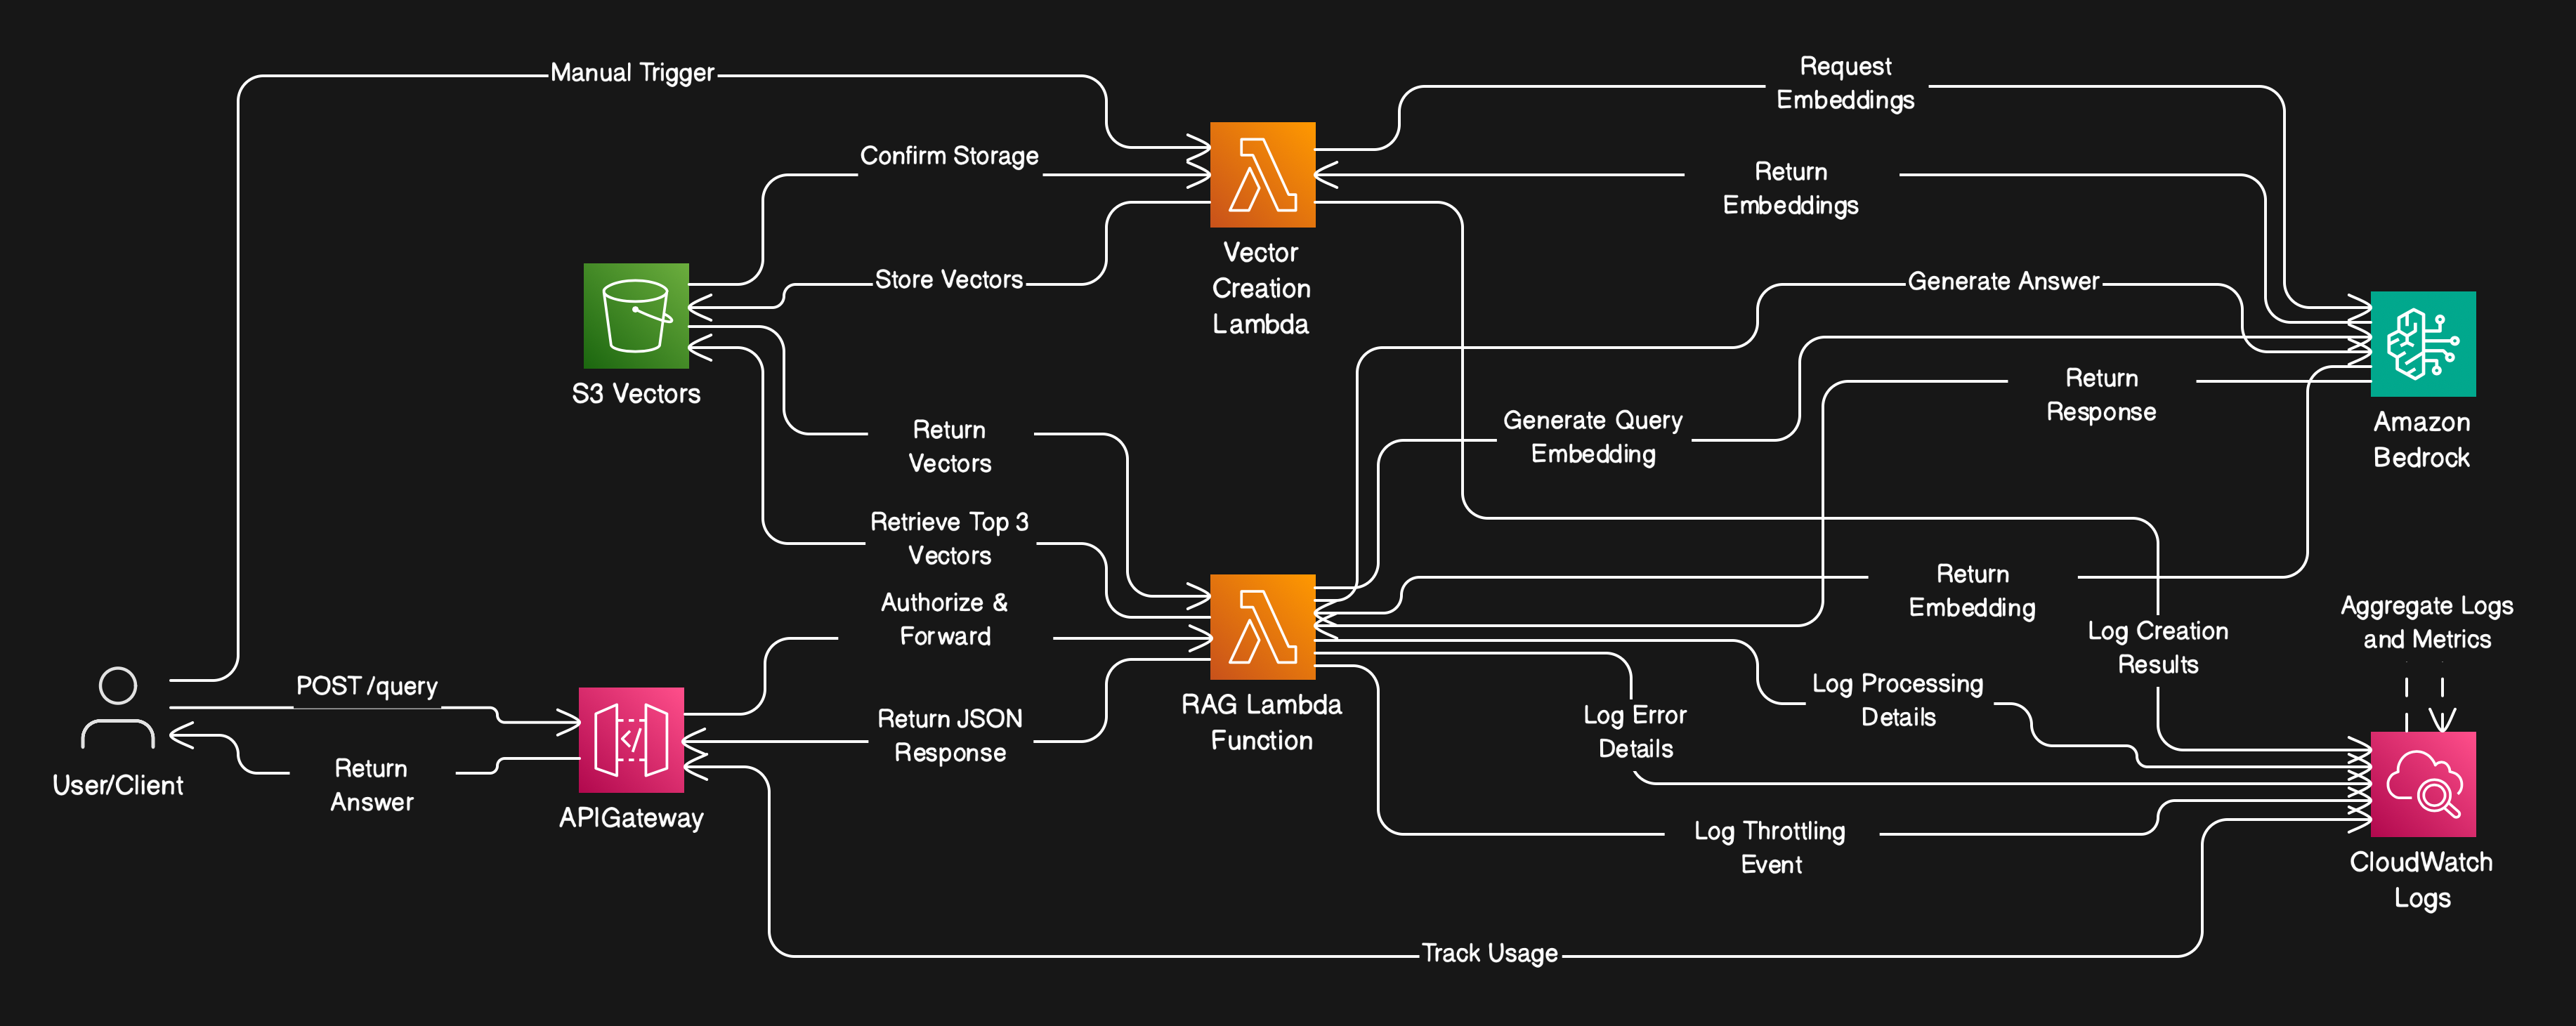 Manual Trigger
Request
Embeddings
Confirm Storage
Return
Embeddings
Vector
Creation
Lambda
Store Vectors
Generate Answer
S3 Vectors
Return
Response
Amazon
Bedrock
Generate Query
Embedding
Return
Vectors
Retrieve Top 3
Vectors
Authorize &
Forward
Return
Embedding
Aggregate Logs
and Metrics
Log Creation
Results
POST /query
Log Processing
Details
RAG Lambda
Function
Return JSON
Response
Log Error
Details
User/Client
Return
Answer
</>
APIGateway
Log Throttling
Event
CloudWatch
Logs
Track Usage